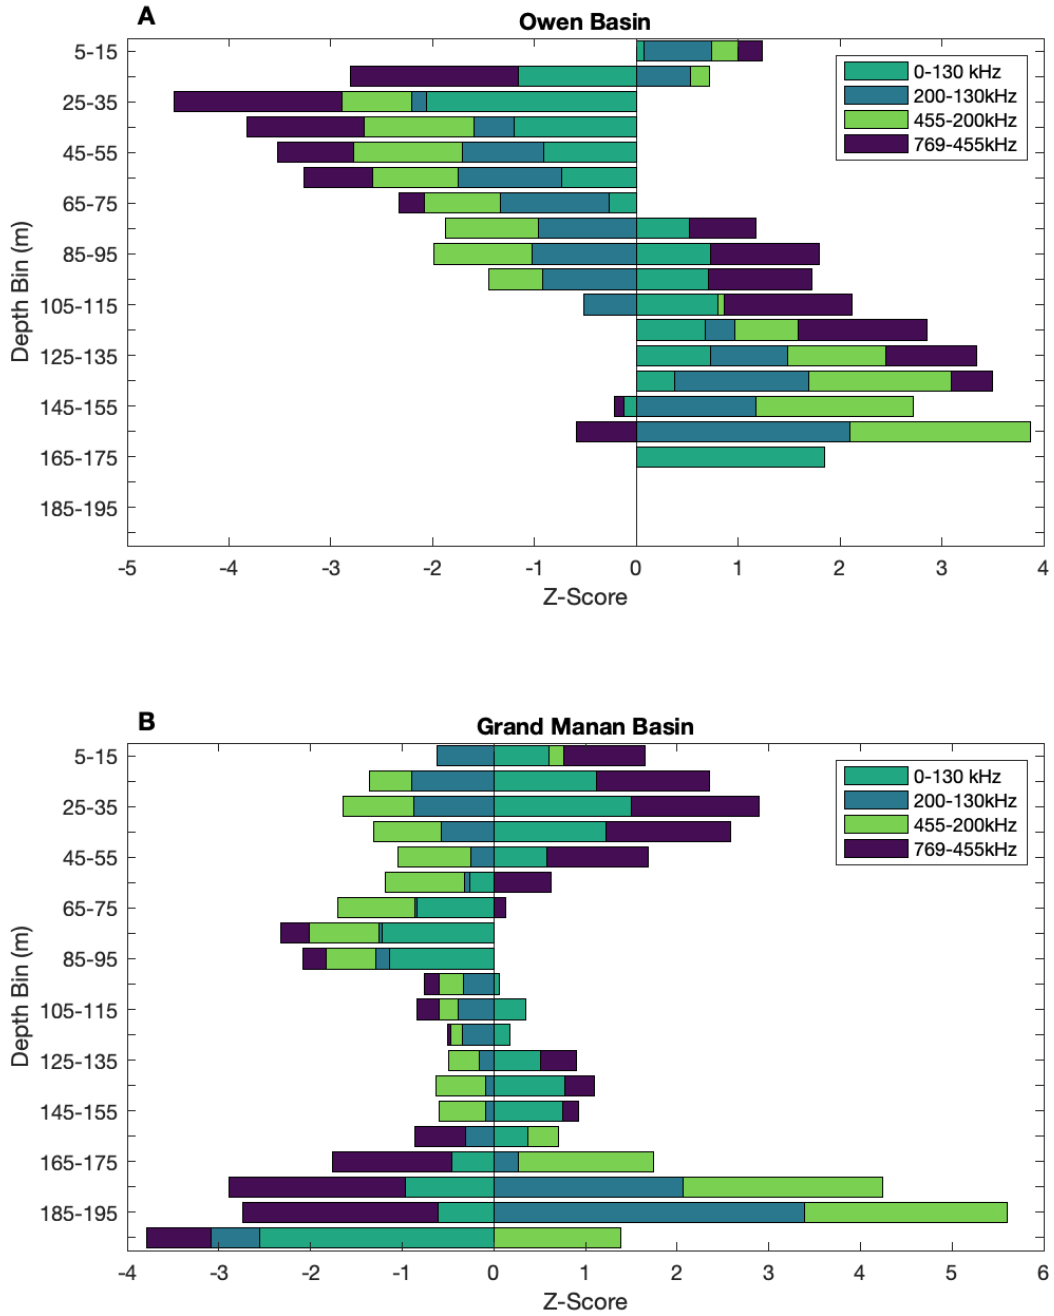 A
Owen Basin
5-15
25-35
45-55
65-75
85-95
105-115
125-135
145-155
165-175
185-195
Depth Bin (m)
0-130 kHz
200-130kHz
455-200kHz
769-455kHz
-5 -4 -3 -2 -1 0 1 2 3 4
Z-Score
B
Grand Manan Basin
5-15
25-35
45-55
65-75
85-95
105-115
125-135
145-155
165-175
185-195
Depth Bin (m)
0-130 kHz
200-130kHz
455-200kHz
769-455kHz
-4 -3 -2 -1 0 1 2 3 4 5 6
Z-Score